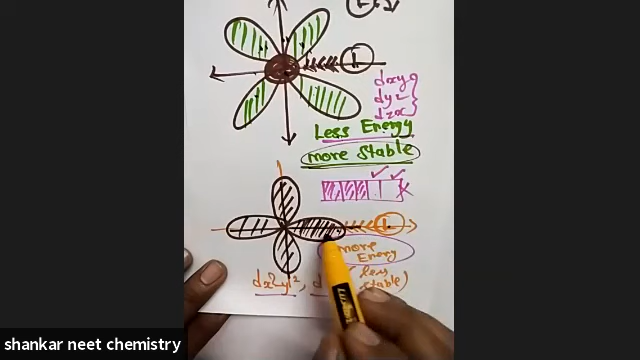 L
L
dxy
dyz
dzx
Less Energy
more stable
L
more
Energy
dx²-y², d
less
stable)
shankar neet chemistry